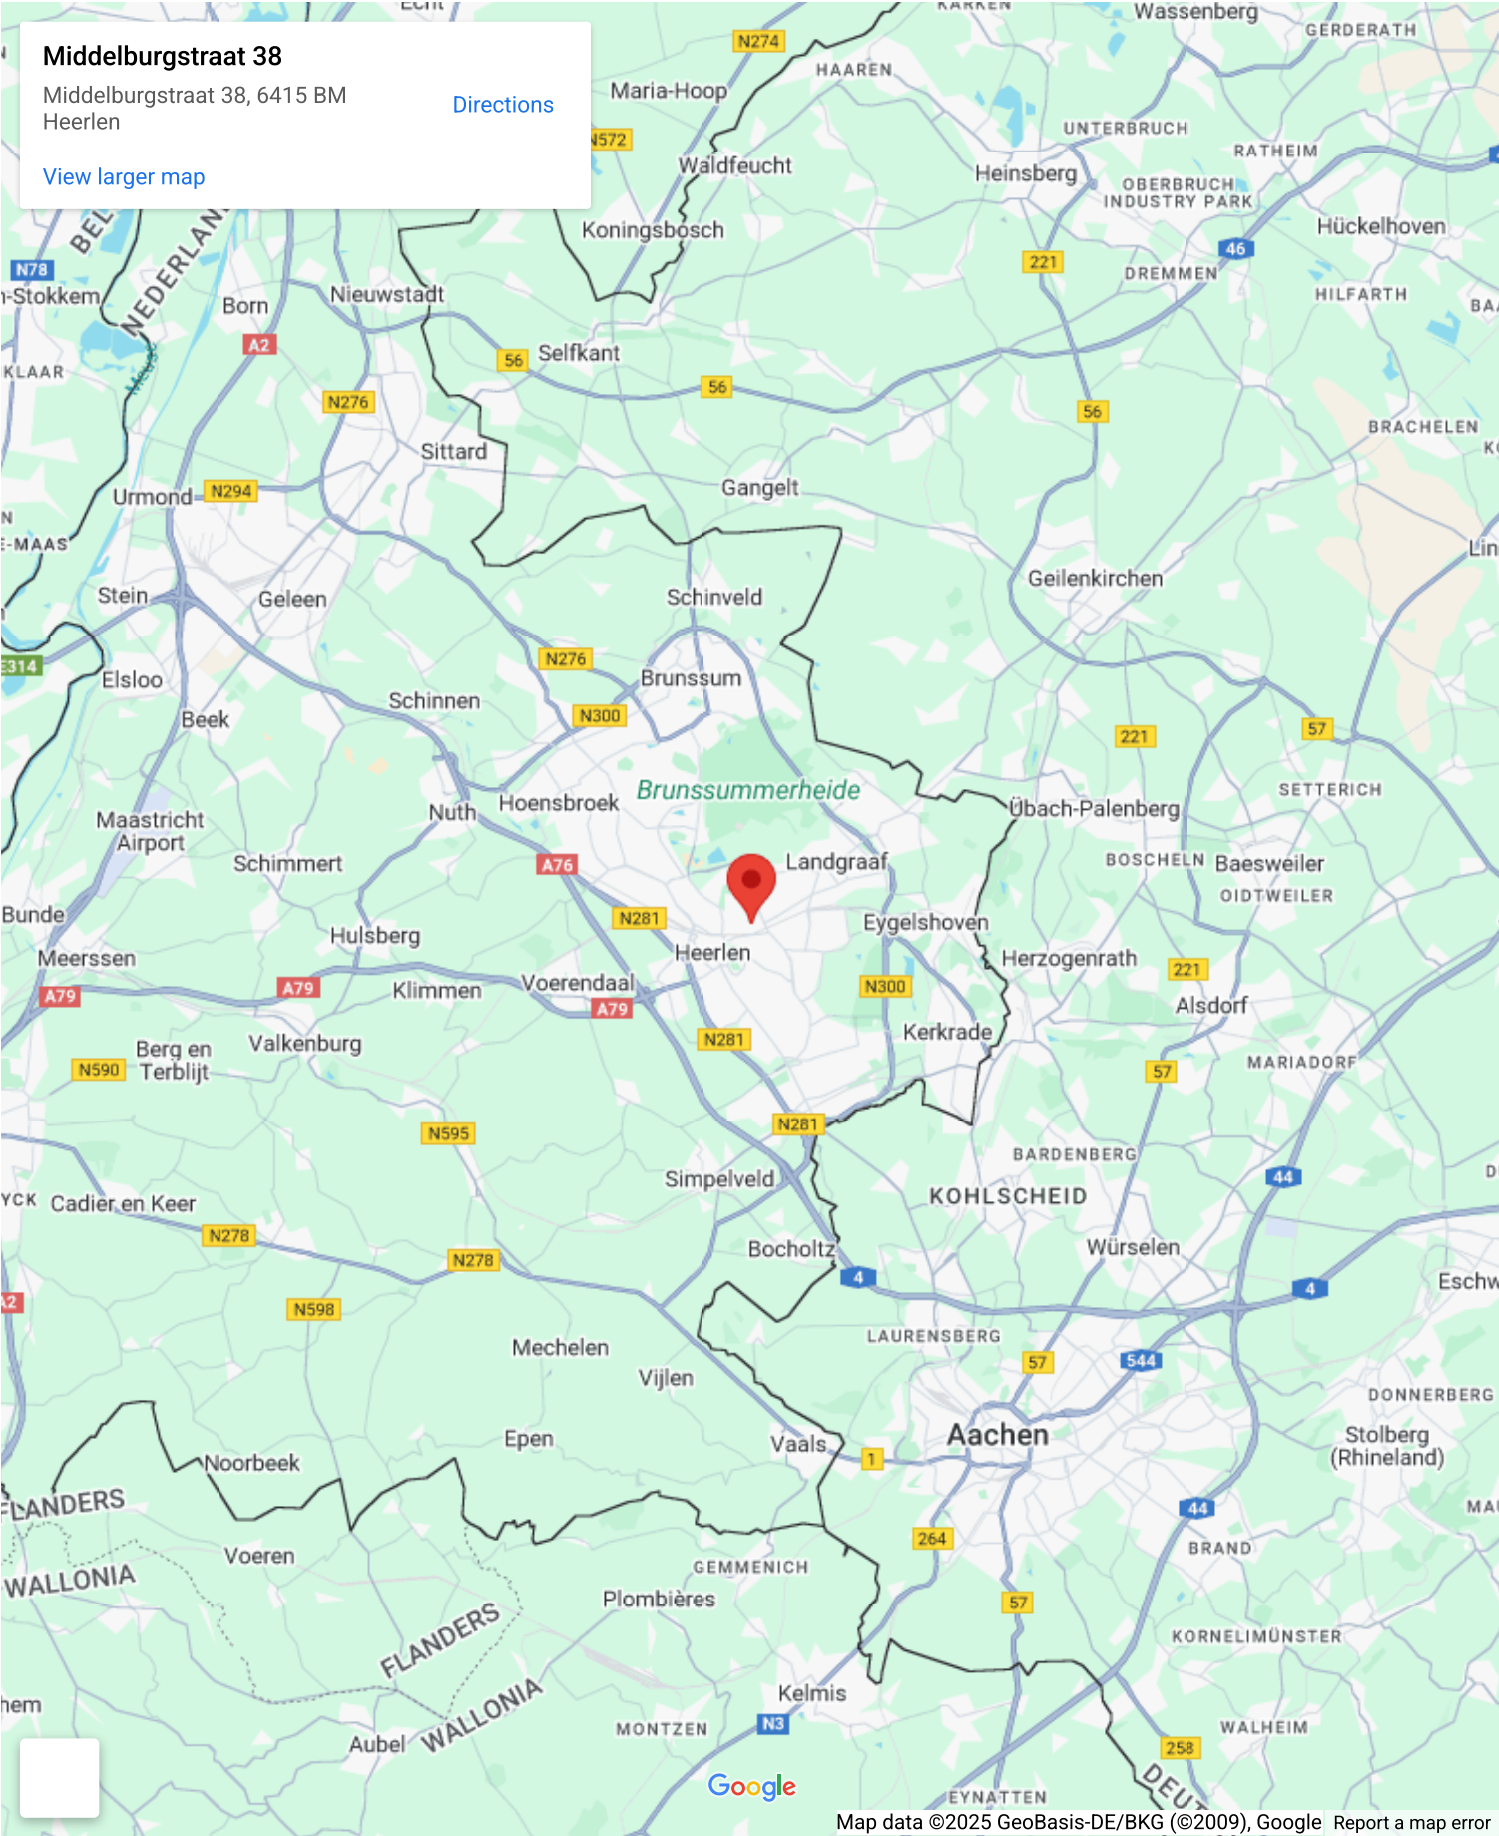 Middelburgstraat 38
Middelburgstraat 38, 6415 BM
Heerlen
Directions
View larger map
Echt
KARKEN
Wassenberg
GERDERATH
N274
HAAREN
Maria-Hoop
N572
UNTERBRUCH
RATHEIM
Waldfeucht
Heinsberg
OBERBRUCH
INDUSTRY PARK
Koningsbosch
Hückelhoven
46
NEDERLAND
N78
221
DREMMEN
n-Stokkem
Nieuwstadt
HILFARTH
Born
A2
Selfkant
56
KLAAR
Meuse
56
N276
56
BRACHELEN
Sittard
Gangelt
Urmond
N294
E-MAAS
Geilenkirchen
Stein
Geleen
Schinveld
E314
N276
Elsloo
Brunssum
Schinnen
Beek
N300
57
221
Brunssummerheide
SETTERICH
Hoensbroek
Nuth
Übach-Palenberg
Maastricht
Airport
Schimmert
A76
Landgraaf
BOSCHELN
Baesweiler
OIDTWEILER
Bunde
N281
Eygelshoven
Hulsberg
Meerssen
Heerlen
Herzogenrath
221
A79
A79
Klimmen
Voerendaal
A79
N300
Alsdorf
Kerkrade
Valkenburg
N281
Berg en
Terblijt
N590
MARIADORF
57
N595
N281
BARDENBERG
Simpelveld
44
KOHLSCHEID
YCK
Cadier en Keer
N278
Bocholtz
Würselen
N278
4
4
Eschw
A2
N598
LAURENSBERG
Mechelen
57
544
Vijlen
DONNERBERG
Epen
Vaals
Aachen
Stolberg
(Rhineland)
1
Noorbeek
FLANDERS
44
264
BRAND
Voeren
GEMMENICH
WALLONIA
Plombières
57
FLANDERS
KORNELIMÜNSTER
Kelmis
WALLONIA
N3
MONTZEN
WALHEIM
Aubel
258
Google
EYNATTEN
Map data ©2025 GeoBasis-DE/BKG (©2009), Google
Report a map error